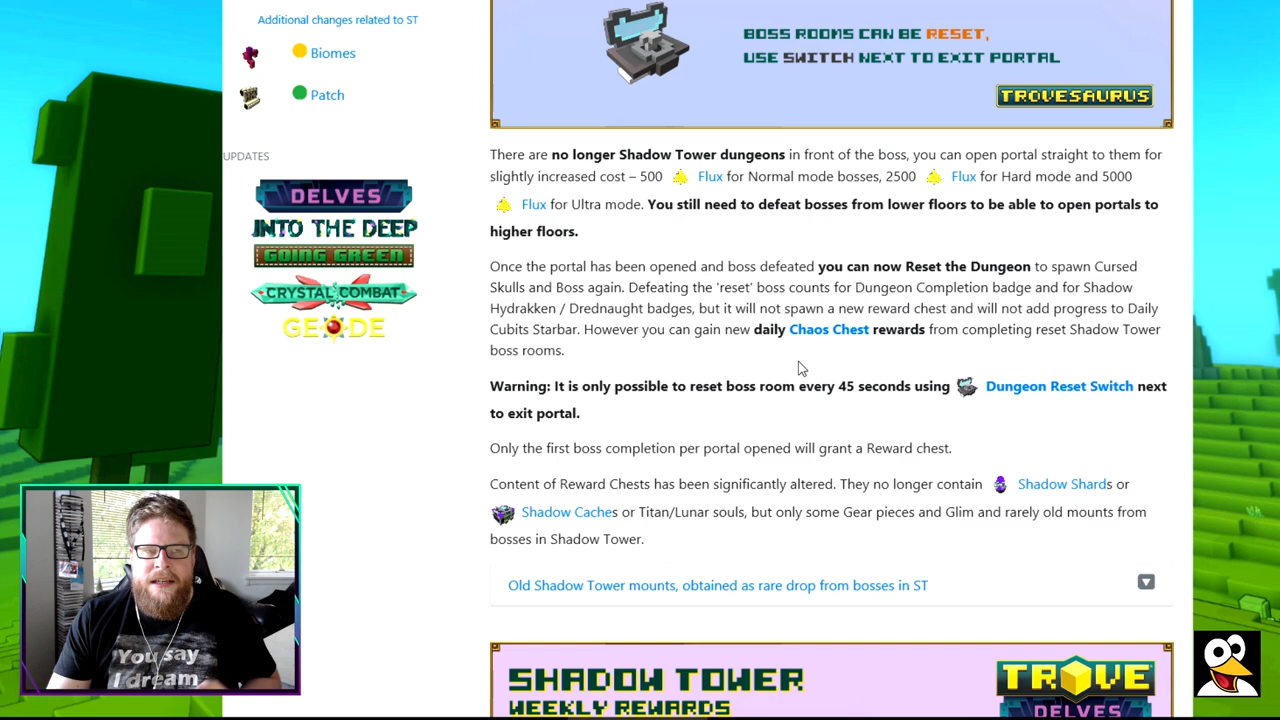 Additional changes related to ST
Biomes
Patch
UPDATES
DELVES
INTO THE DEEP
GOING GREEN
CRYSTAL COMBAT
GEODE
BOSS ROOMS CAN BE RESET,
USE SWITCH NEXT TO EXIT PORTAL
TROVESAURUS
There are no longer Shadow Tower dungeons in front of the boss, you can open portal straight to them for
slightly increased cost – 500 Flux for Normal mode bosses, 2500 Flux for Hard mode and 5000
Flux for Ultra mode. You still need to defeat bosses from lower floors to be able to open portals to
higher floors.
Once the portal has been opened and boss defeated you can now Reset the Dungeon to spawn Cursed
Skulls and Boss again. Defeating the 'reset' boss counts for Dungeon Completion badge and for Shadow
Hydrakken / Drednaught badges, but it will not spawn a new reward chest and will not add progress to Daily
Cubits Starbar. However you can gain new daily Chaos Chest rewards from completing reset Shadow Tower
boss rooms.
Warning: It is only possible to reset boss room every 45 seconds using Dungeon Reset Switch next
to exit portal.
Only the first boss completion per portal opened will grant a Reward chest.
Content of Reward Chests has been significantly altered. They no longer contain Shadow Shards or
Shadow Caches or Titan/Lunar souls, but only some Gear pieces and Glim and rarely old mounts from
bosses in Shadow Tower.
Old Shadow Tower mounts, obtained as rare drop from bosses in ST
SHADOW TOWER
WEEKLY REWARDS
TROVE
DELVES
"You say
I dream